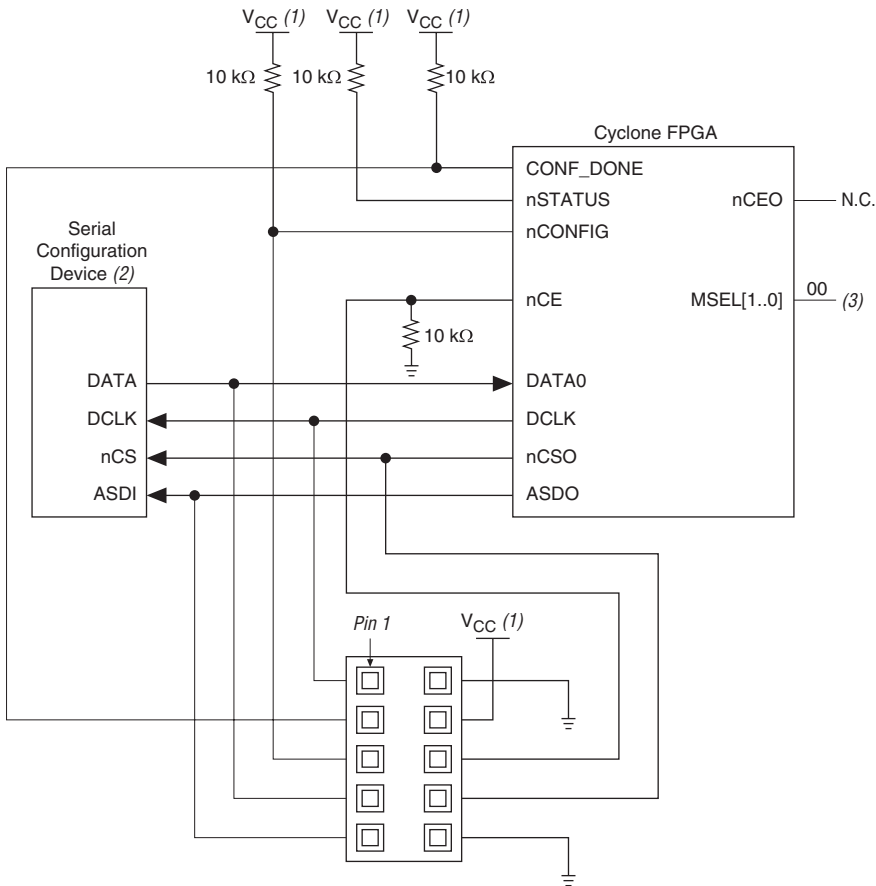 VCC (1) VCC (1) VCC (1)
10 kΩ 10 kΩ 10 kΩ
Cyclone FPGA
CONF_DONE
nSTATUS nCEO N.C.
nCONFIG
Serial
Configuration
Device (2)
nCE MSEL[1..0] 00 (3)
10 kΩ
DATA DATA0
DCLK DCLK
nCS nCSO
ASDI ASDO
Pin 1 VCC (1)